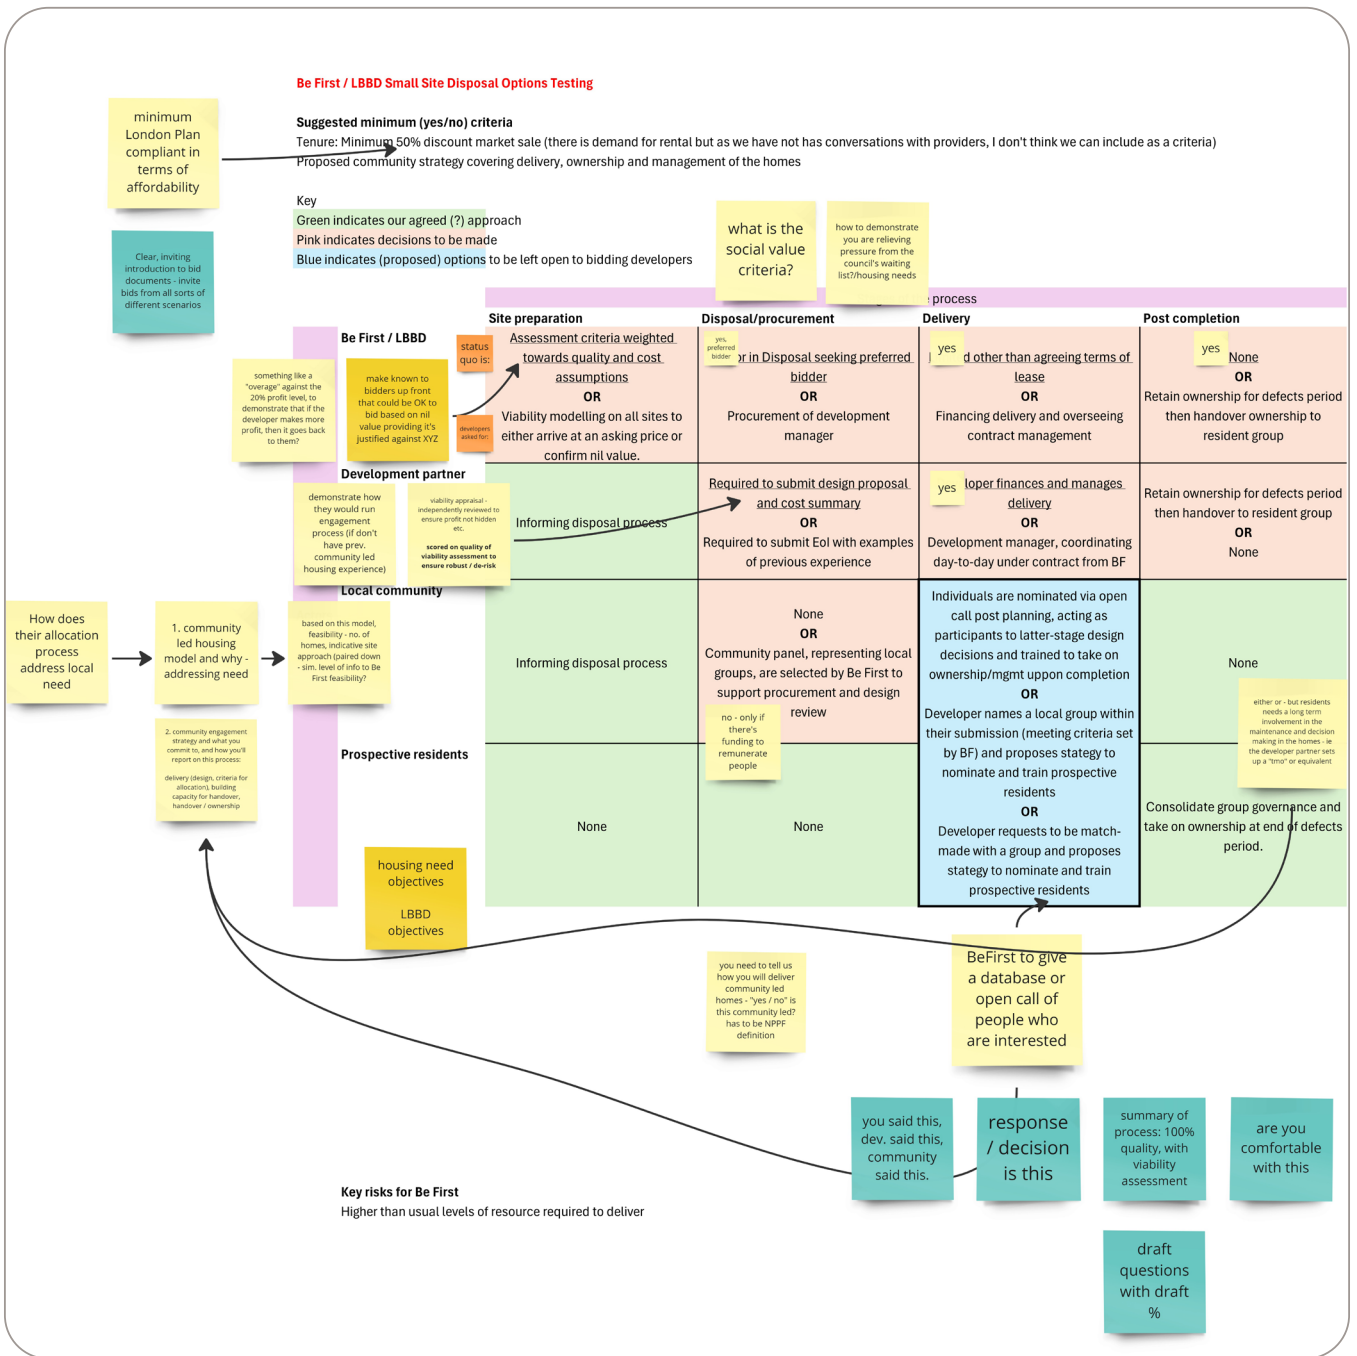 Be First / LBBD Small Site Disposal Options Testing
minimum
London Plan
compliant in
terms of
affordability
Suggested minimum (yes/no) criteria
Tenure: Minimum 50% discount market sale (there is demand for rental but as we have not has conversations with providers, I don't think we can include as a criteria)
Proposed community strategy covering delivery, ownership and management of the homes
Key
Green indicates our agreed (?) approach
Pink indicates decisions to be made
Blue indicates (proposed) options to be left open to bidding developers
Clear, inviting
introduction to bid
documents - invite
bids from all sorts of
different scenarios
what is the
social value
criteria?
how to demonstrate
you are relieving
pressure from the
council's waiting
list?/housing needs
process
Site preparation
Disposal/procurement
Delivery
Post completion
Be First / LBBD
something like a
"overage" against the
20% profit level, to
demonstrate that if the
developer makes more
profit, then it goes back
to them?
make known to
bidders up front
that could be OK to
bid based on nil
value providing it's
justified against XYZ
status
quo is:
developers
asked for:
Assessment criteria weighted
towards quality and cost
assumptions
OR
Viability modelling on all sites to
either arrive at an asking price or
confirm nil value.
yes,
preferred
bidder
or in Disposal seeking preferred
bidder
OR
Procurement of development
manager
yes
d other than agreeing terms of
lease
OR
Financing delivery and overseeing
contract management
yes
None
OR
Retain ownership for defects period
then handover ownership to
resident group
Development partner
demonstrate how
they would run
engagement
process (if don't
have prev.
community led
housing experience)
viability appraisal -
independently reviewed to
ensure profit not hidden
etc.
scored on quality of
viability assessment to
ensure robust / de-risk
Informing disposal process
Required to submit design proposal
and cost summary
OR
Required to submit EoI with examples
of previous experience
yes
loper finances and manages
delivery
OR
Development manager, coordinating
day-to-day under contract from BF
Retain ownership for defects period
then handover to resident group
OR
None
Local community
How does
their allocation
process
address local
need
1. community
led housing
model and why -
addressing need
based on this model,
feasibility - no. of
homes, indicative site
approach (paired down
- sim. level of info to Be
First feasibility?
Informing disposal process
None
OR
Community panel, representing local
groups, are selected by Be First to
support procurement and design
review
no - only if
there's
funding to
remunerate
people
Individuals are nominated via open
call post planning, acting as
participants to latter-stage design
decisions and trained to take on
ownership/mgmt uppon completion
OR
Developer names a local group within
their submission (meeting criteria set
by BF) and proposes stategy to
nominate and train prospective
residents
OR
Developer requests to be match-
made with a group and proposes
stategy to nominate and train
prospective residents
None
either or - but residents
needs a long term
involvement in the
maintenance and decision
making in the homes - ie
the developer partner sets
up a "tmo" or equivalent
2. community engagement
strategy and what you
commit to, and how you'll
report on this process:
delivery (design, criteria for
allocation), building
capacity for handover,
handover / ownership
Prospective residents
None
None
Consolidate group governance and
take on ownership at end of defects
period.
housing need
objectives
LBBD
objectives
you need to tell us
how you will deliver
community led
homes - "yes / no" is
this community led?
has to be NPPF
definition
BeFirst to give
a database or
open call of
people who
are interested
you said this,
dev. said this,
community
said this.
response
/ decision
is this
summary of
process: 100%
quality, with
viability
assessment
are you
comfortable
with this
Key risks for Be First
Higher than usual levels of resource required to deliver
draft
questions
with draft
%